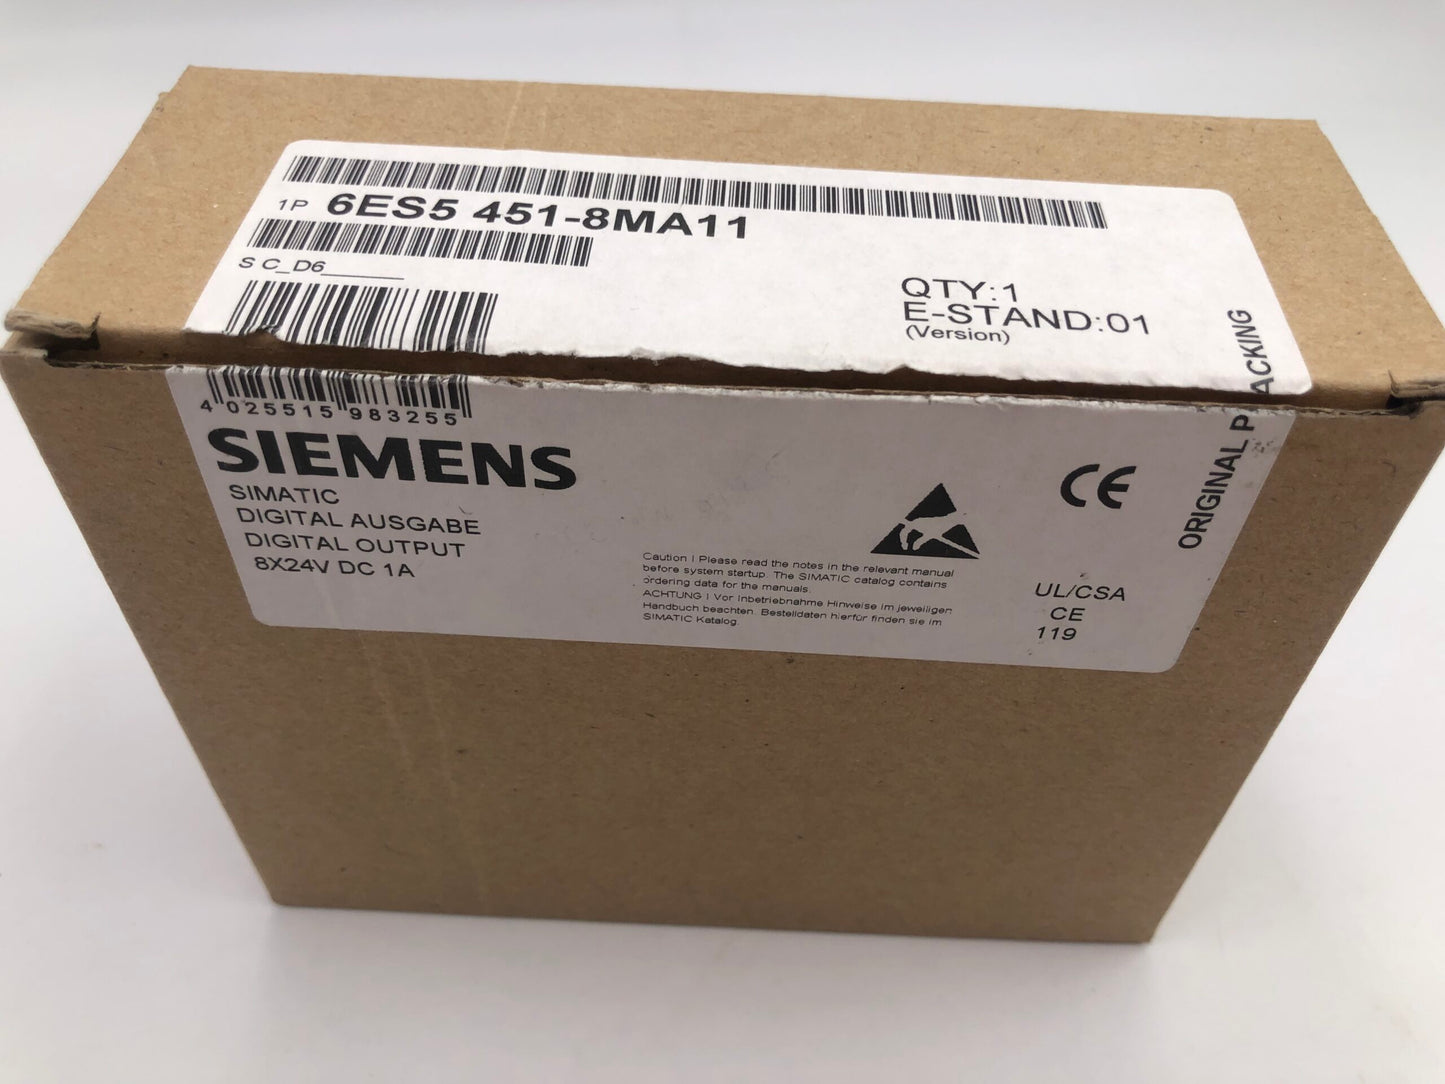 1P 6ES5 451-8MA11
S C_D6______
QTY:1
E-STAND:01
(Version)
ORIGINAL PACKING
4 025515 983255
SIEMENS
SIMATIC
DIGITAL AUSGABE
DIGITAL OUTPUT
8X24V DC 1A
Caution ! Please read the notes in the relevant manual
before system startup. The SIMATIC catalog contains
ordering data for the manuals.
ACHTUNG ! Vor Inbetriebnahme Hinweise im jeweiligen
Handbuch beachten. Bestelldaten hierfür finden sie im
SIMATIC Katalog.
CE
UL/CSA
CE
119